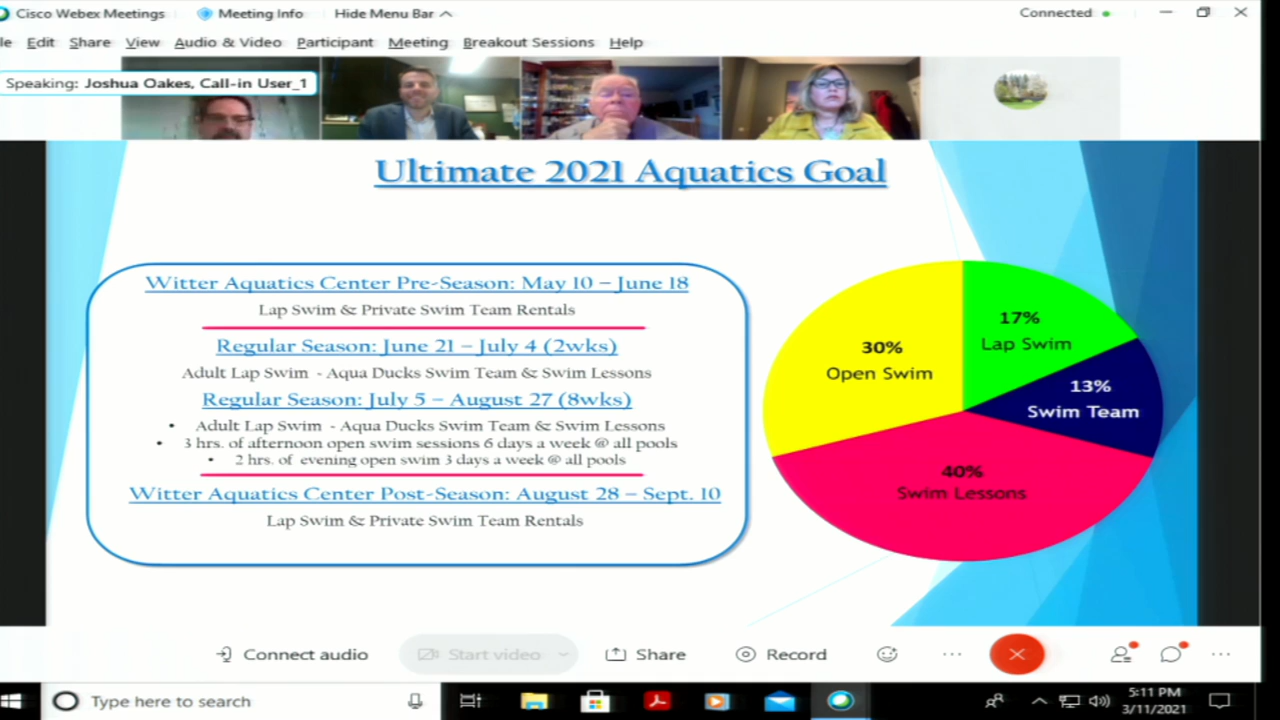 Cisco Webex Meetings
Meeting Info
Hide Menu Bar
Connected
le Edit Share View Audio & Video Participant Meeting Breakout Sessions Help
Speaking: Joshua Oakes, Call-in User_1
Ultimate 2021 Aquatics Goal
Witter Aquatics Center Pre-Season: May 10 – June 18
Lap Swim & Private Swim Team Rentals
Regular Season: June 21 – July 4 (2wks)
Adult Lap Swim - Aqua Ducks Swim Team & Swim Lessons
Regular Season: July 5 – August 27 (8wks)
• Adult Lap Swim - Aqua Ducks Swim Team & Swim Lessons
• 3 hrs. of afternoon open swim sessions 6 days a week @ all pools
• 2 hrs. of evening open swim 3 days a week @ all pools
Witter Aquatics Center Post-Season: August 28 – Sept. 10
Lap Swim & Private Swim Team Rentals
17%
Lap Swim
30%
Open Swim
13%
Swim Team
40%
Swim Lessons
Connect audio
Start video
Share
Record
Type here to search
5:11 PM
3/11/2021